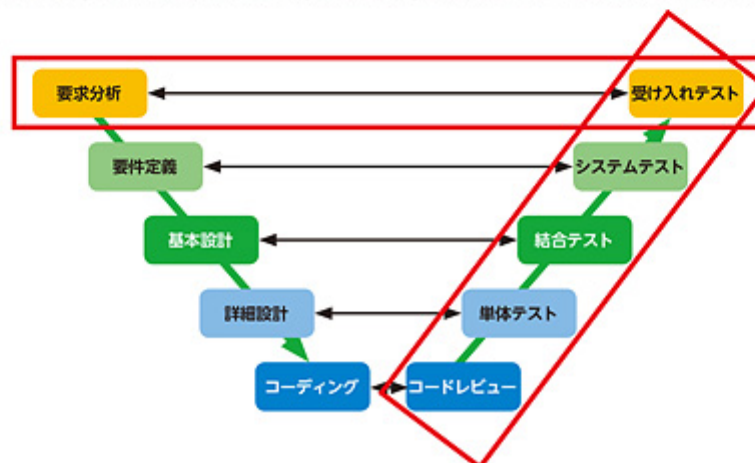 要求分析
受け入れテスト
要件定義
システムテスト
基本設計
結合テスト
詳細設計
単体テスト
コーディング
コードレビュー